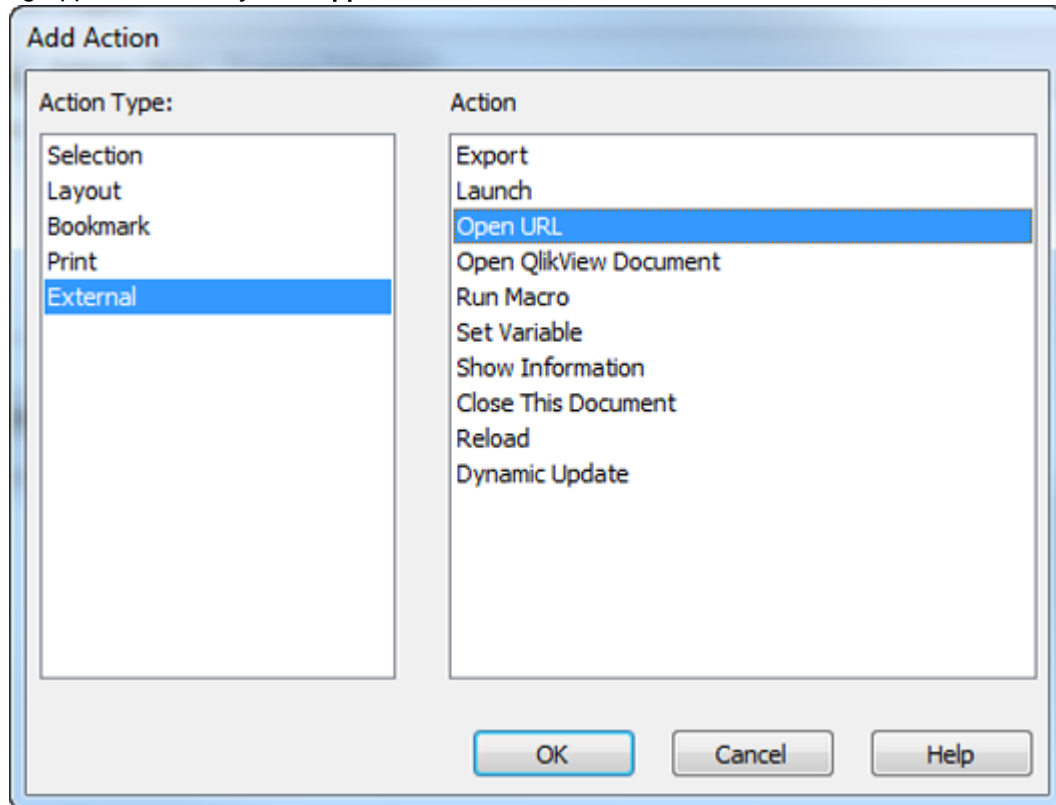 Add Action
Action Type:
Selection
Layout
Bookmark
Print
External
Action
Export
Launch
Open URL
Open QlikView Document
Run Macro
Set Variable
Show Information
Close This Document
Reload
Dynamic Update
OK
Cancel
Help